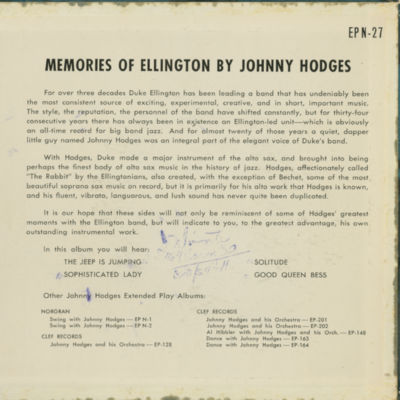 EPN-27
MEMORIES OF ELLINGTON BY JOHNNY HODGES
For over three decades Duke Ellington has been leading a band that has undeniably been
the most consistent source of exciting, experimental, creative, and in short, important music.
The style, the reputation, the personnel of the band have shifted constantly, but for thirty-four
consecutive years there has always been in existence an Ellington-led unit—which is obviously
an all-time record for big band jazz. And for almost twenty of those years a quiet, dapper
little guy named Johnny Hodges was an integral part of the elegant voice of Duke's band.
With Hodges, Duke made a major instrument of the alto sax, and brought into being
perhaps the finest body of alto sax music in the history of jazz. Hodges, affectionately called
"The Rabbit" by the Ellingtonians, also created, with the exception of Bechet, some of the most
beautiful soprano sax music on record, but it is primarily for his alto work that Hodges is known,
and his fluent, vibrato, languorous, and lush sound has never quite been duplicated.
It is our hope that these sides will not only be reminiscent of some of Hodges' greatest
moments with the Ellington band, but will indicate to you, to the greatest advantage, his own
outstanding instrumental work.
In this album you will hear:
THE JEEP IS JUMPING SOLITUDE
SOPHISTICATED LADY GOOD QUEEN BESS
Other Johnny Hodges Extended Play Albums:
NORGRAN
Swing with Johnny Hodges — EP N-1
Swing with Johnny Hodges — EP N-2
CLEF RECORDS
Johnny Hodges and his Orchestra — EP-128
CLEF RECORDS
Johnny Hodges and his Orchestra — EP-201
Johnny Hodges and his Orchestra — EP-202
Al Hibbler with Johnny Hodges and his Orch. — EP-148
Dance with Johnny Hodges — EP-162
Dance with Johnny Hodges — EP-164